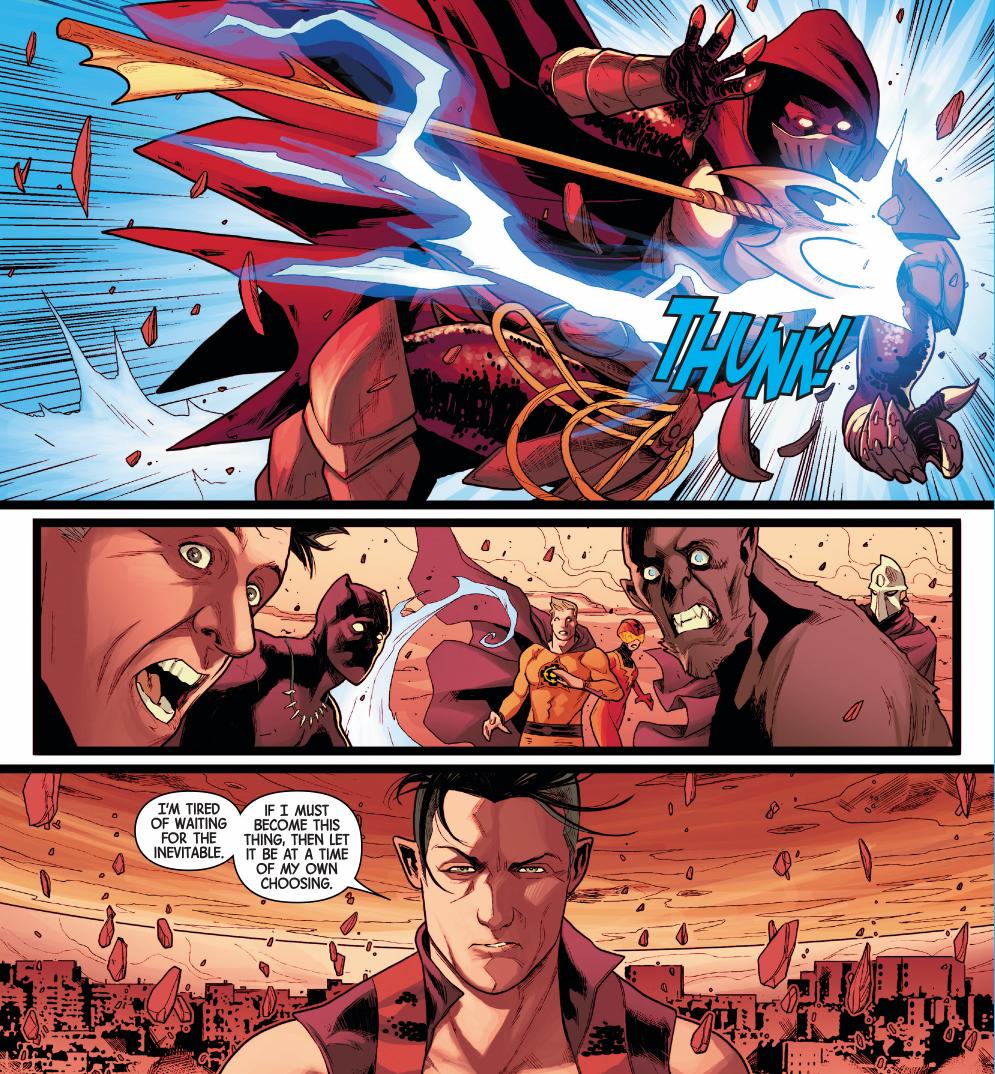 THUNK!
I'M TIRED
OF WAITING
FOR THE
INEVITABLE.
IF I MUST
BECOME THIS
THING, THEN LET
IT BE AT A TIME
OF MY OWN
CHOOSING.